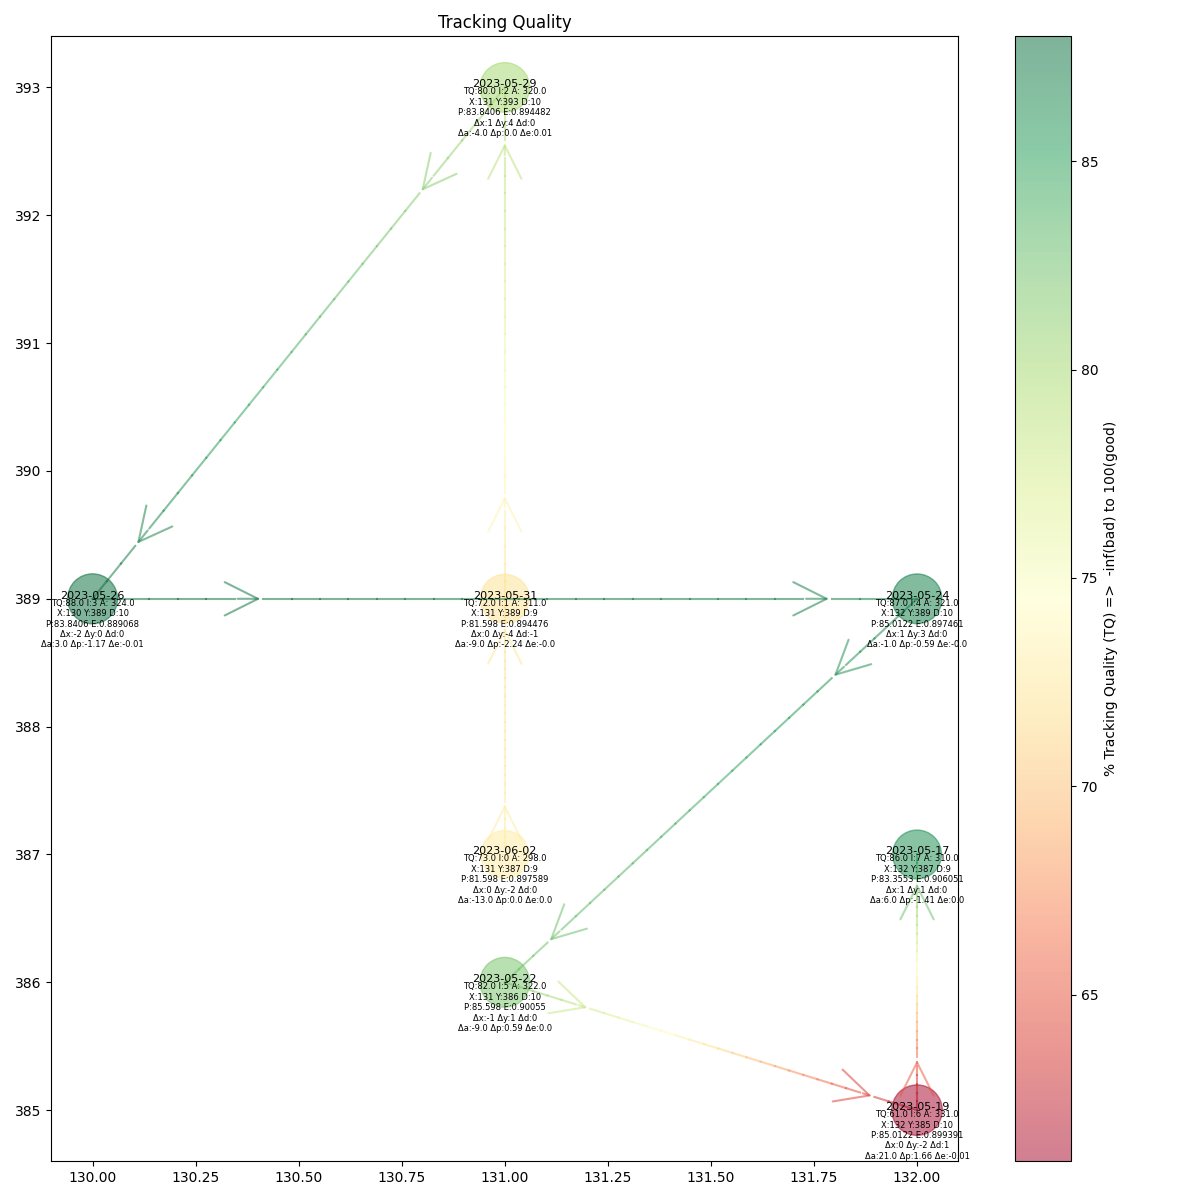 Tracking Quality
393
392
391
390
389
388
387
386
385
2023-05-29
TQ:80.0 I:2 A: 320.0
X:131 Y:393 D:10
P:83.8406 E:0.894482
Δx:1 Δy:4 Δd:0
Δa:-4.0 Δp:0.0 Δe:0.01
2023-05-26
TQ:88.0 I:3 A: 324.0
X:130 Y:389 D:10
P:83.8406 E:0.889068
Δx:-2 Δy:0 Δd:0
Δa:3.0 Δp:-1.17 Δe:-0.01
2023-05-31
TQ:72.0 I:1 A: 311.0
X:131 Y:389 D:9
P:81.598 E:0.894476
Δx:0 Δy:-4 Δd:-1
Δa:-9.0 Δp:-2.24 Δe:-0.0
2023-05-24
TQ:87.0 I:4 A: 321.0
X:132 Y:389 D:10
P:85.0122 E:0.897461
Δx:1 Δy:3 Δd:0
Δa:-1.0 Δp:-0.59 Δe:-0.0
2023-06-02
TQ:73.0 I:0 A: 298.0
X:131 Y:387 D:9
P:81.598 E:0.897589
Δx:0 Δy:-2 Δd:0
Δa:-13.0 Δp:0.0 Δe:0.0
2023-05-17
TQ:86.0 I:7 A: 310.0
X:132 Y:387 D:9
P:83.3553 E:0.906051
Δx:1 Δy:1 Δd:0
Δa:6.0 Δp:-1.41 Δe:0.0
2023-05-22
TQ:82.0 I:5 A: 322.0
X:131 Y:386 D:10
P:85.598 E:0.90055
Δx:-1 Δy:1 Δd:0
Δa:-9.0 Δp:0.59 Δe:0.0
2023-05-19
TQ:61.0 I:6 A: 331.0
X:132 Y:385 D:10
P:85.0122 E:0.899391
Δx:0 Δy:-2 Δd:1
Δa:21.0 Δp:1.66 Δe:-0.01
130.00 130.25 130.50 130.75 131.00 131.25 131.50 131.75 132.00
85
80
75
70
65
% Tracking Quality (TQ) => -inf(bad) to 100(good)